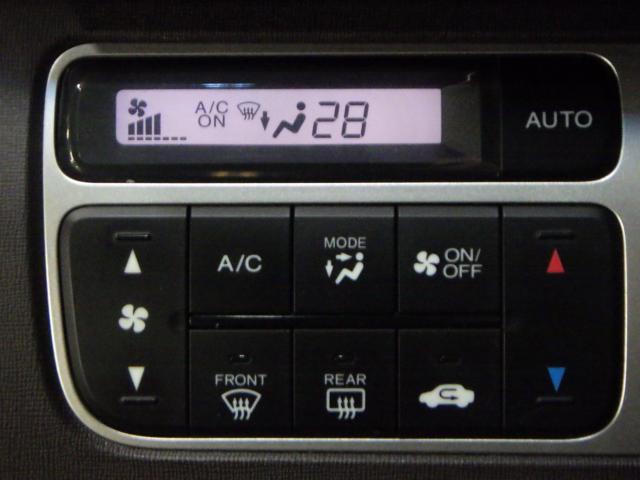 A/C
ON
28
AUTO
A/C
MODE
ON/
OFF
FRONT
REAR